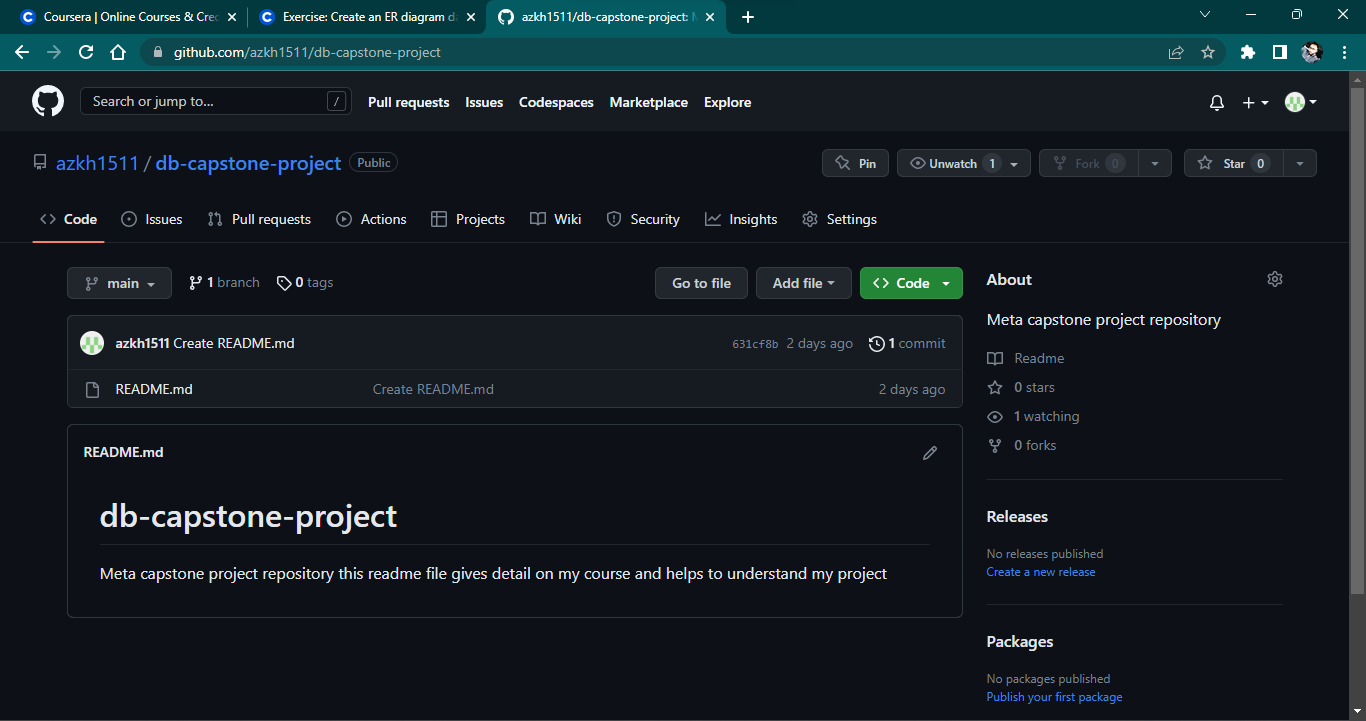 Coursera | Online Courses & Cre
Exercise: Create an ER diagram d
azkh1511/db-capstone-project: M
github.com/azkh1511/db-capstone-project
Search or jump to... /
Pull requests Issues Codespaces Marketplace Explore
azkh1511 / db-capstone-project Public
Pin Unwatch 1 Fork 0 Star 0
Code Issues Pull requests Actions Projects Wiki Security Insights Settings
main 1 branch 0 tags Go to file Add file Code
azkh1511 Create README.md 631cf8b 2 days ago 1 commit
README.md Create README.md 2 days ago
README.md
db-capstone-project
Meta capstone project repository this readme file gives detail on my course and helps to understand my project
About
Meta capstone project repository
Readme
0 stars
1 watching
0 forks
Releases
No releases published
Create a new release
Packages
No packages published
Publish your first package